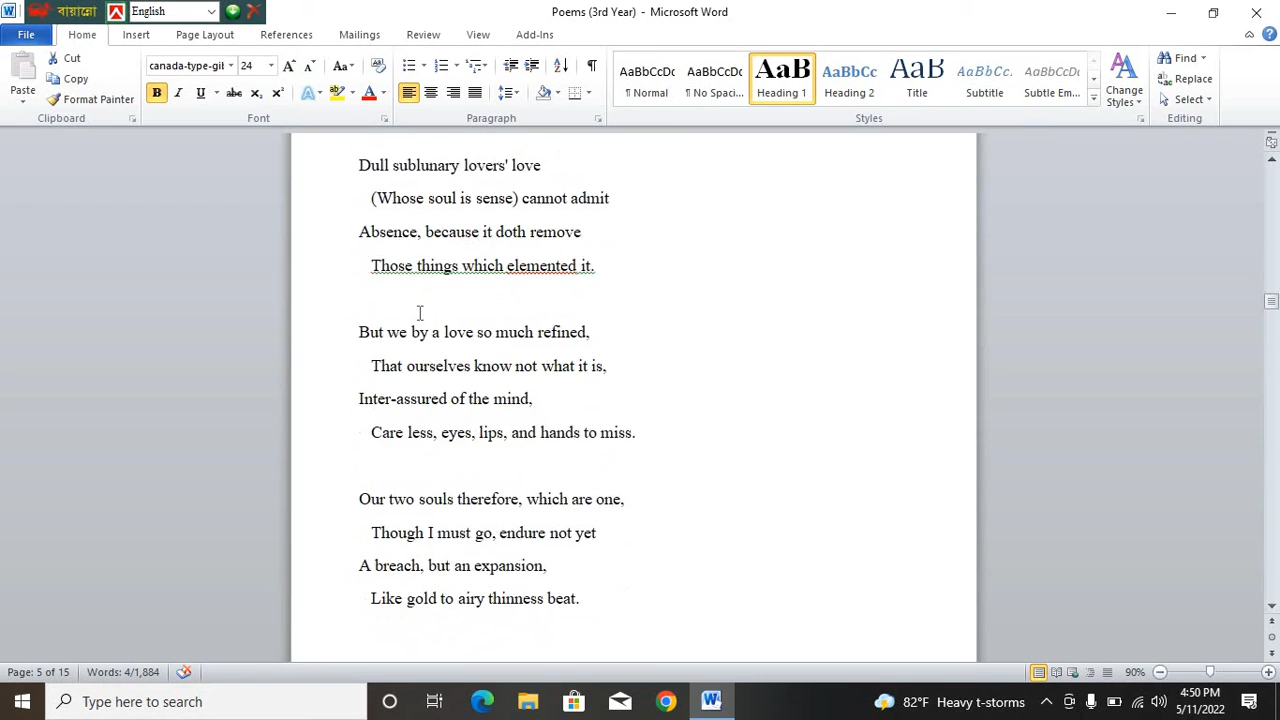 বায়ান্নো
English
Poems (3rd Year) - Microsoft Word
File
Home
Insert
Page Layout
References
Mailings
Review
View
Add-Ins
Paste
Cut
Copy
Format Painter
Clipboard
canada-type-gil
24
Font
Paragraph
AaBbCcDc
¶ Normal
AaBbCcDc
¶ No Spaci...
AaB
Heading 1
AaBbCc
Heading 2
AaB
Title
AaBbCcDc
Subtitle
AaBbCcDc
Subtle Em...
Change
Styles
Styles
Find
Replace
Select
Editing
Dull sublunary lovers' love
(Whose soul is sense) cannot admit
Absence, because it doth remove
Those things which elemented it.
But we by a love so much refined,
That ourselves know not what it is,
Inter-assured of the mind,
Care less, eyes, lips, and hands to miss.
Our two souls therefore, which are one,
Though I must go, endure not yet
A breach, but an expansion,
Like gold to airy thinness beat.
Page: 5 of 15
Words: 4/1,884
90%
Type here to search
82°F Heavy t-storms
4:50 PM
5/11/2022